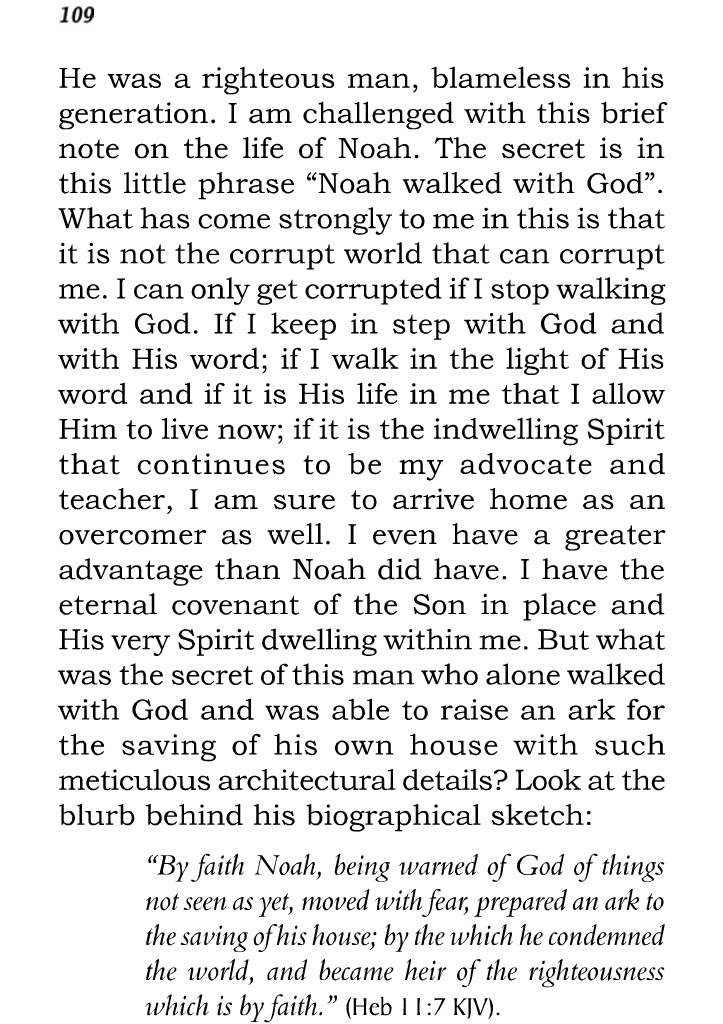 109
He was a righteous man, blameless in his
generation. I am challenged with this brief
note on the life of Noah. The secret is in
this little phrase “Noah walked with God”.
What has come strongly to me in this is that
it is not the corrupt world that can corrupt
me. I can only get corrupted if I stop walking
with God. If I keep in step with God and
with His word; if I walk in the light of His
word and if it is His life in me that I allow
Him to live now; if it is the indwelling Spirit
that continues to be my advocate and
teacher, I am sure to arrive home as an
overcomer as well. I even have a greater
advantage than Noah did have. I have the
eternal covenant of the Son in place and
His very Spirit dwelling within me. But what
was the secret of this man who alone walked
with God and was able to raise an ark for
the saving of his own house with such
meticulous architectural details? Look at the
blurb behind his biographical sketch:
“By faith Noah, being warned of God of things
not seen as yet, moved with fear, prepared an ark to
the saving of his house; by the which he condemned
the world, and became heir of the righteousness
which is by faith.” (Heb 11:7 KJV).